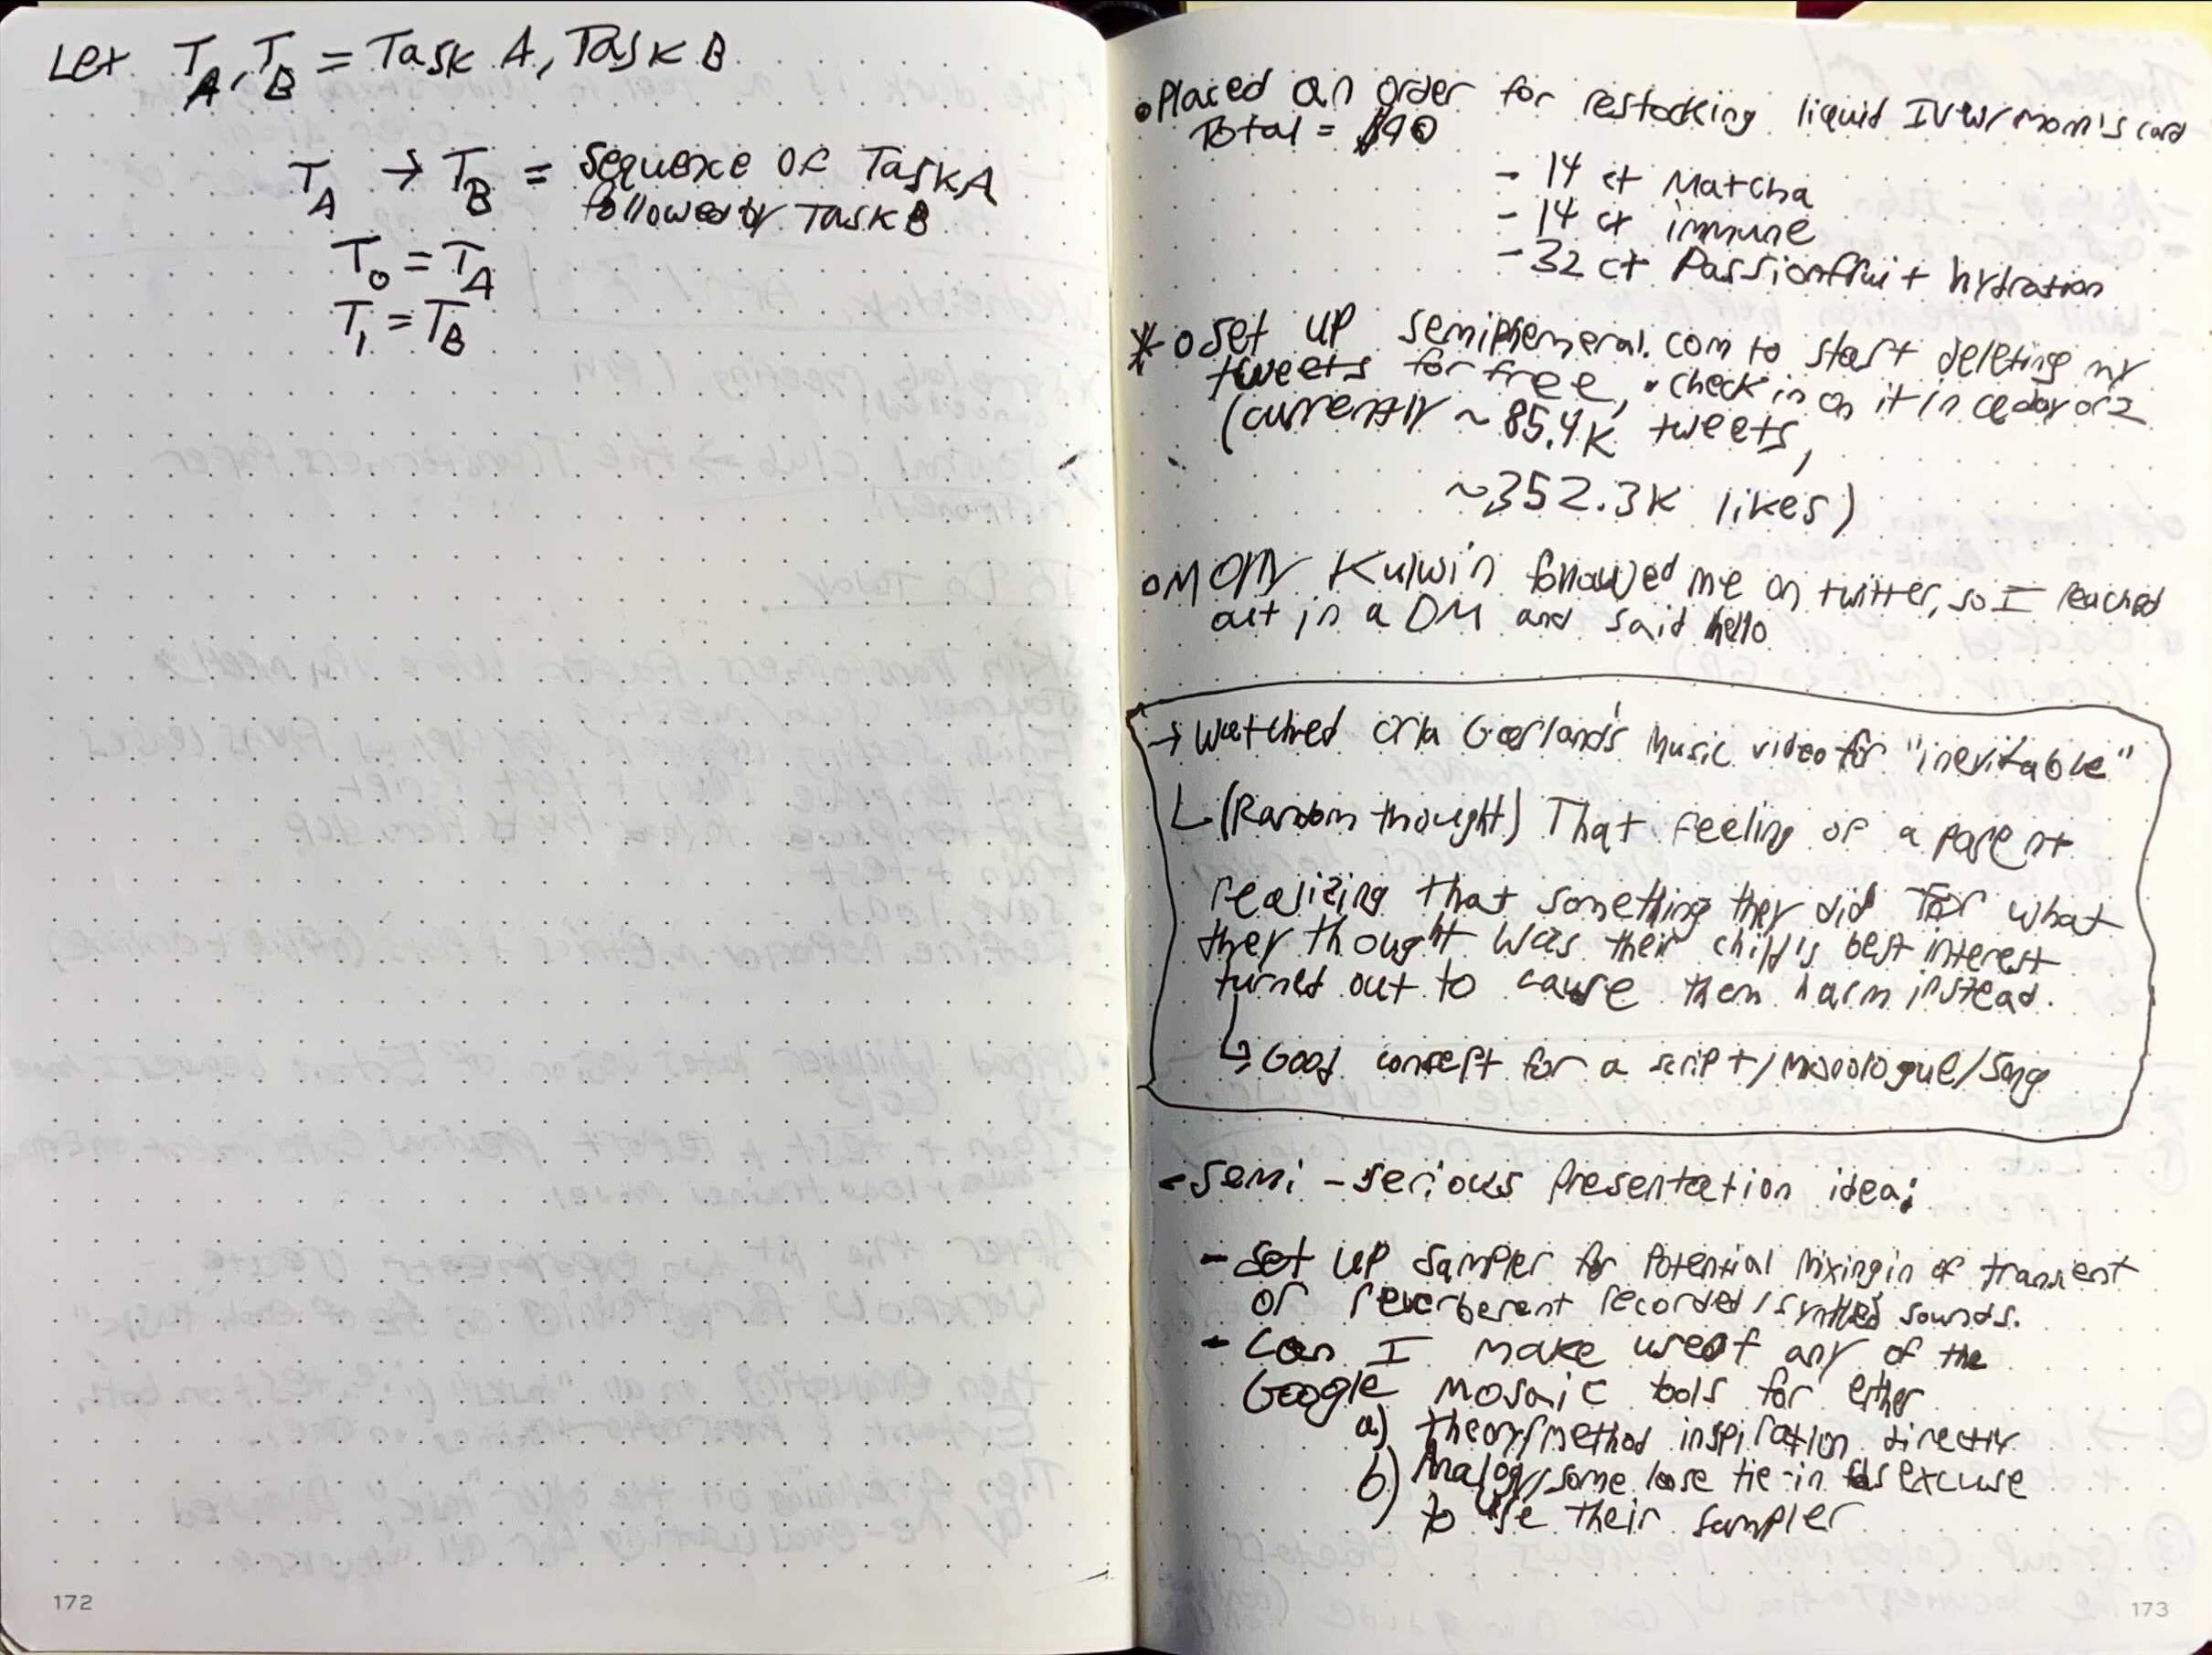 Let T_A, T_B = Task A, Task B
T_A → T_B = Sequence of Task A
followed by Task B
T_0 = T_A
T_1 = T_B
172
• Placed an order for restocking liquid IV w/ mom's card
Total = $90
- 14 ct Matcha
- 14 ct immune
- 32 ct Passionfruit hydration
* o Set up semiphemeral.com to start deleting my
tweets for free, • check in on it in a day or 2
(currently ~85.4K tweets,
~352.3K likes)
o Molly Kulwin followed me on twitter, so I reached
out in a DM and said hello
→ Watched Orla Gartland's Music video for "inevitable"
↳ (Random thought) That feeling of a parent
realizing that something they did for what
they thought was their child's best interest
turned out to cause them harm instead.
↳ Good concept for a script/monologue/song
- Semi-serious presentation idea:
- Set up sampler for potential mixing in of transient
or reverberent recorded/synthed sounds.
- Can I make use of any of the
Google Mosaic tools for either
a) theory/method inspiration directly
b) Analogy/some lose tie-in as excuse
to use their sampler
173